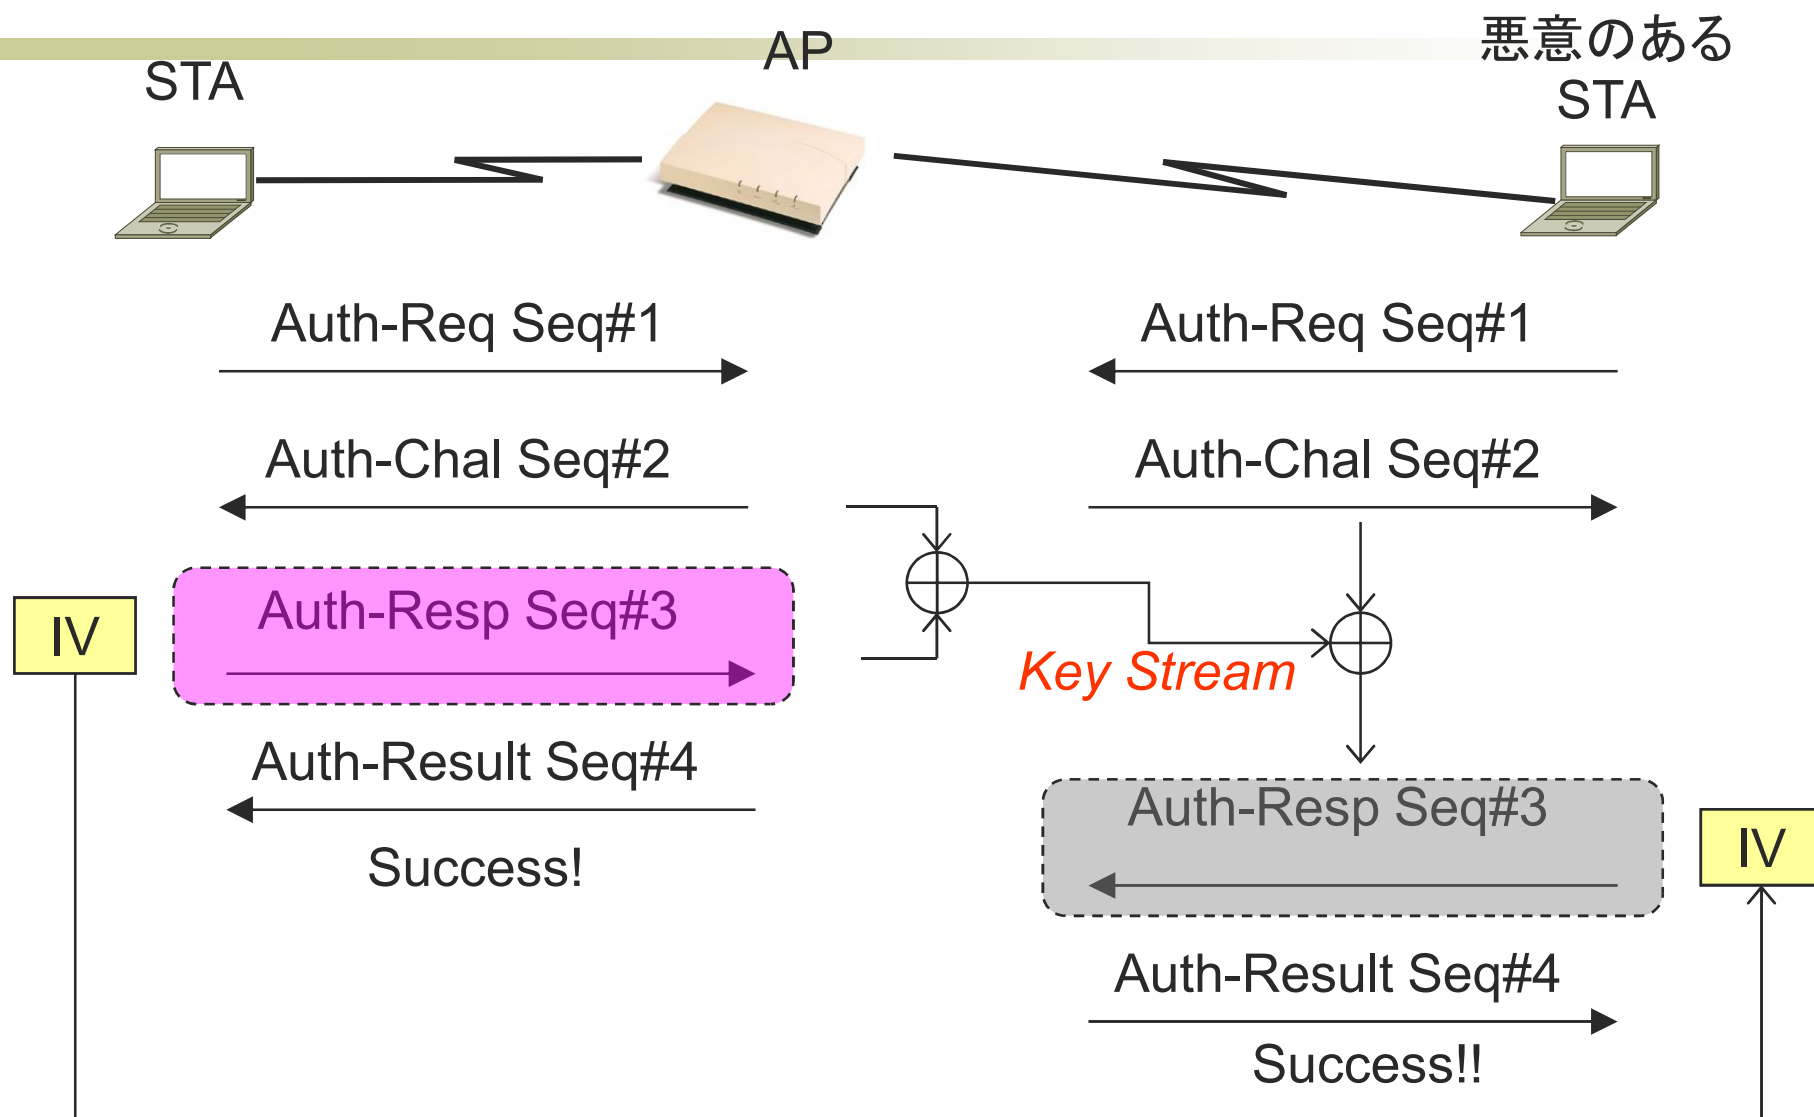 STA
AP
悪意のある
STA
Auth-Req Seq#1
Auth-Req Seq#1
Auth-Chal Seq#2
Auth-Chal Seq#2
IV
Auth-Resp Seq#3
Key Stream
Auth-Result Seq#4
Success!
Auth-Resp Seq#3
IV
Auth-Result Seq#4
Success!!